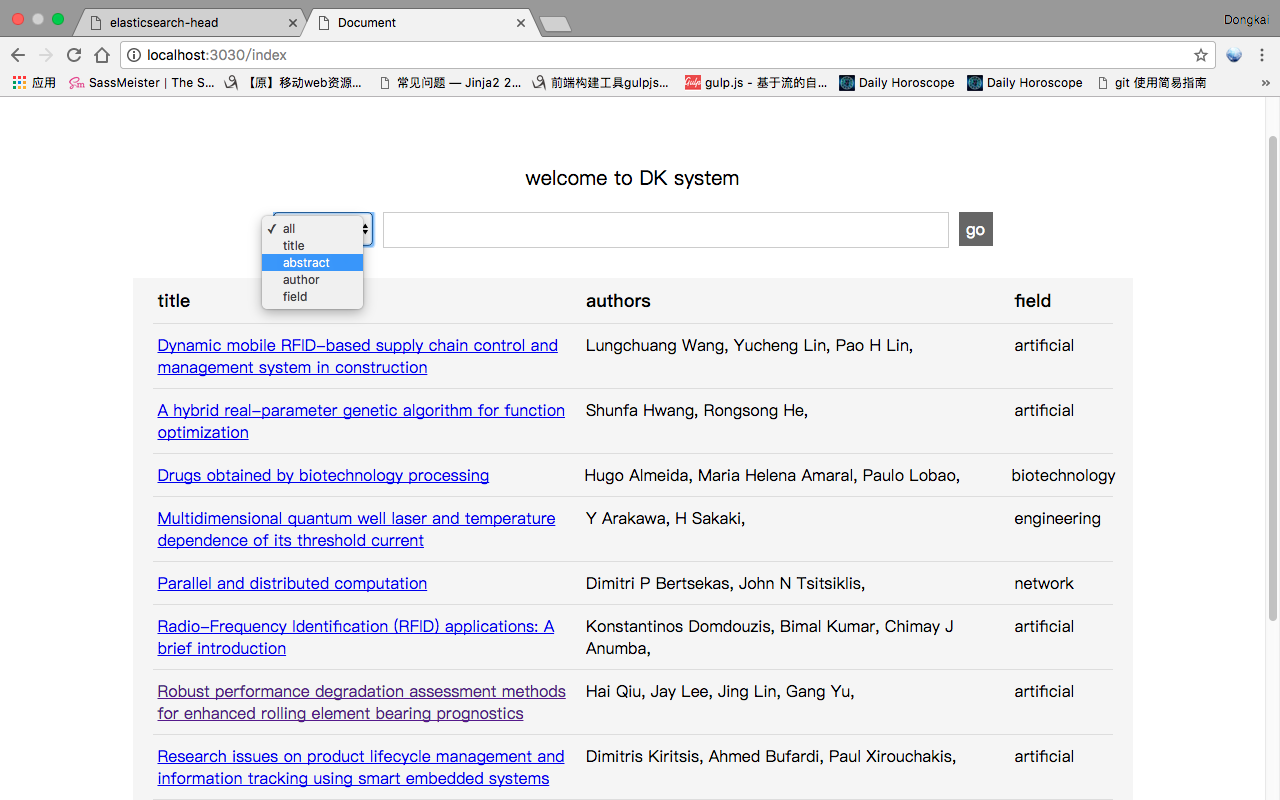 elasticsearch-head
Document
Dongkai
localhost:3030/index
应用
SassMeister | The S...
【原】移动web资源...
常见问题 — Jinja2 2...
前端构建工具gulpjs...
gulp.js - 基于流的自...
Daily Horoscope
Daily Horoscope
git 使用简易指南
welcome to DK system
all
title
abstract
author
field
go
title authors field
Dynamic mobile RFID-based supply chain control and
management system in construction
Lungchuang Wang, Yucheng Lin, Pao H Lin,
artificial
A hybrid real-parameter genetic algorithm for function
optimization
Shunfa Hwang, Rongsong He,
artificial
Drugs obtained by biotechnology processing
Hugo Almeida, Maria Helena Amaral, Paulo Lobao,
biotechnology
Multidimensional quantum well laser and temperature
dependence of its threshold current
Y Arakawa, H Sakaki,
engineering
Parallel and distributed computation
Dimitri P Bertsekas, John N Tsitsiklis,
network
Radio-Frequency Identification (RFID) applications: A
brief introduction
Konstantinos Domdouzis, Bimal Kumar, Chimay J
Anumba,
artificial
Robust performance degradation assessment methods
for enhanced rolling element bearing prognostics
Hai Qiu, Jay Lee, Jing Lin, Gang Yu,
artificial
Research issues on product lifecycle management and
information tracking using smart embedded systems
Dimitris Kiritsis, Ahmed Bufardi, Paul Xirouchakis,
artificial